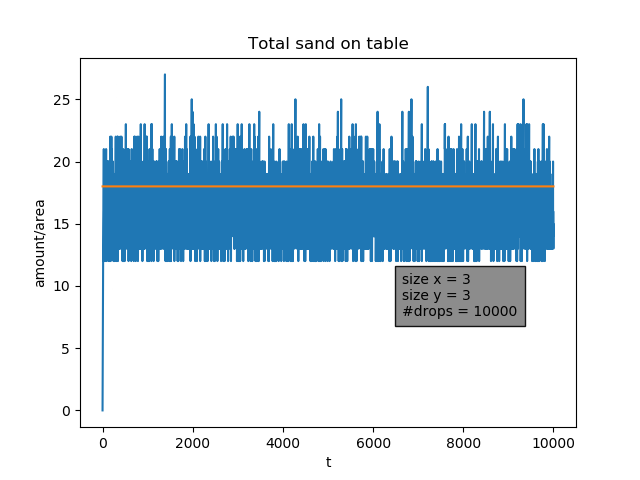 Total sand on table
amount/area
25
20
15
10
5
0
size x = 3
size y = 3
#drops = 10000
0 2000 4000 6000 8000 10000
t